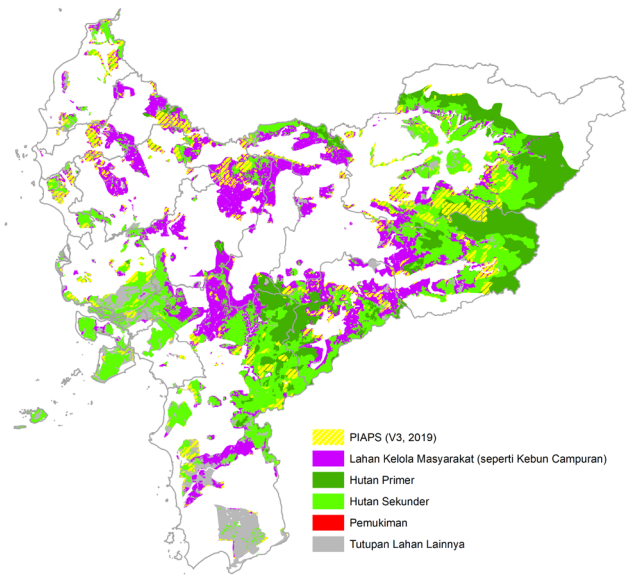 PIAPS (V3, 2019)
Lahan Kelola Masyarakat (seperti Kebun Campuran)
Hutan Primer
Hutan Sekunder
Pemukiman
Tutupan Lahan Lainnya